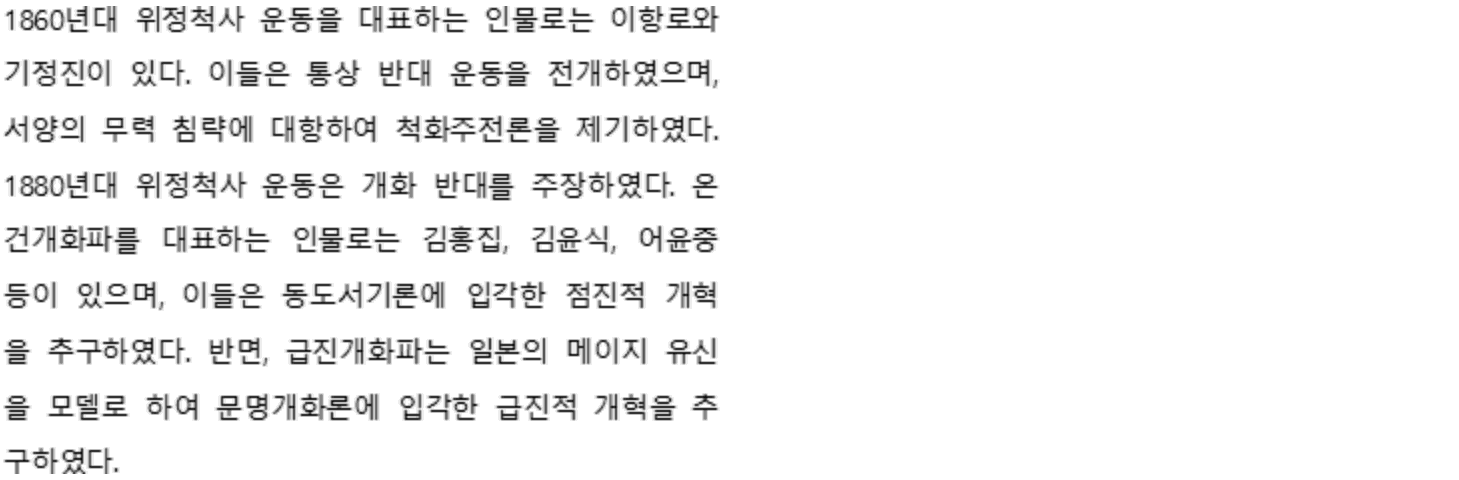 1860년대 위정척사 운동을 대표하는 인물로는 이항로와
기정진이 있다. 이들은 통상 반대 운동을 전개하였으며,
서양의 무력 침략에 대항하여 척화주전론을 제기하였다.
1880년대 위정척사 운동은 개화 반대를 주장하였다. 온
건개화파를 대표하는 인물로는 김홍집, 김윤식, 어윤중
등이 있으며, 이들은 동도서기론에 입각한 점진적 개혁
을 추구하였다. 반면, 급진개화파는 일본의 메이지 유신
을 모델로 하여 문명개화론에 입각한 급진적 개혁을 추
구하였다.